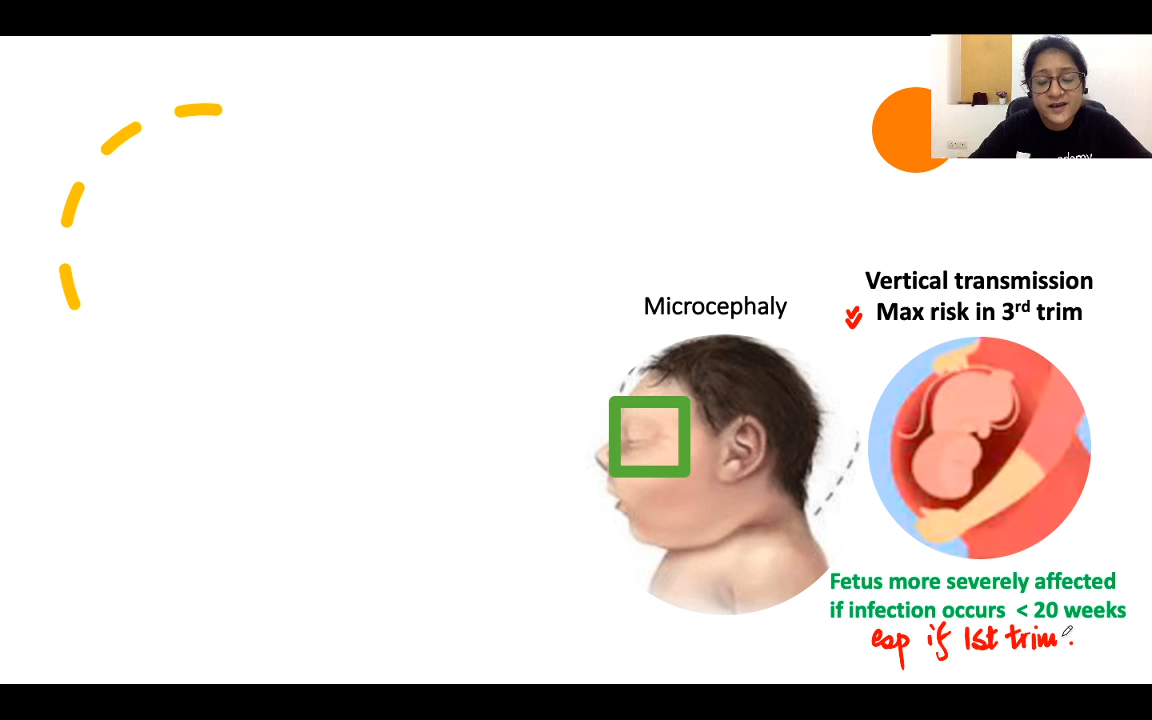 demy
Vertical transmission
Microcephaly
Max risk in 3rd trim
Fetus more severely affected
if infection occurs < 20 weeks
esp if 1st trim.